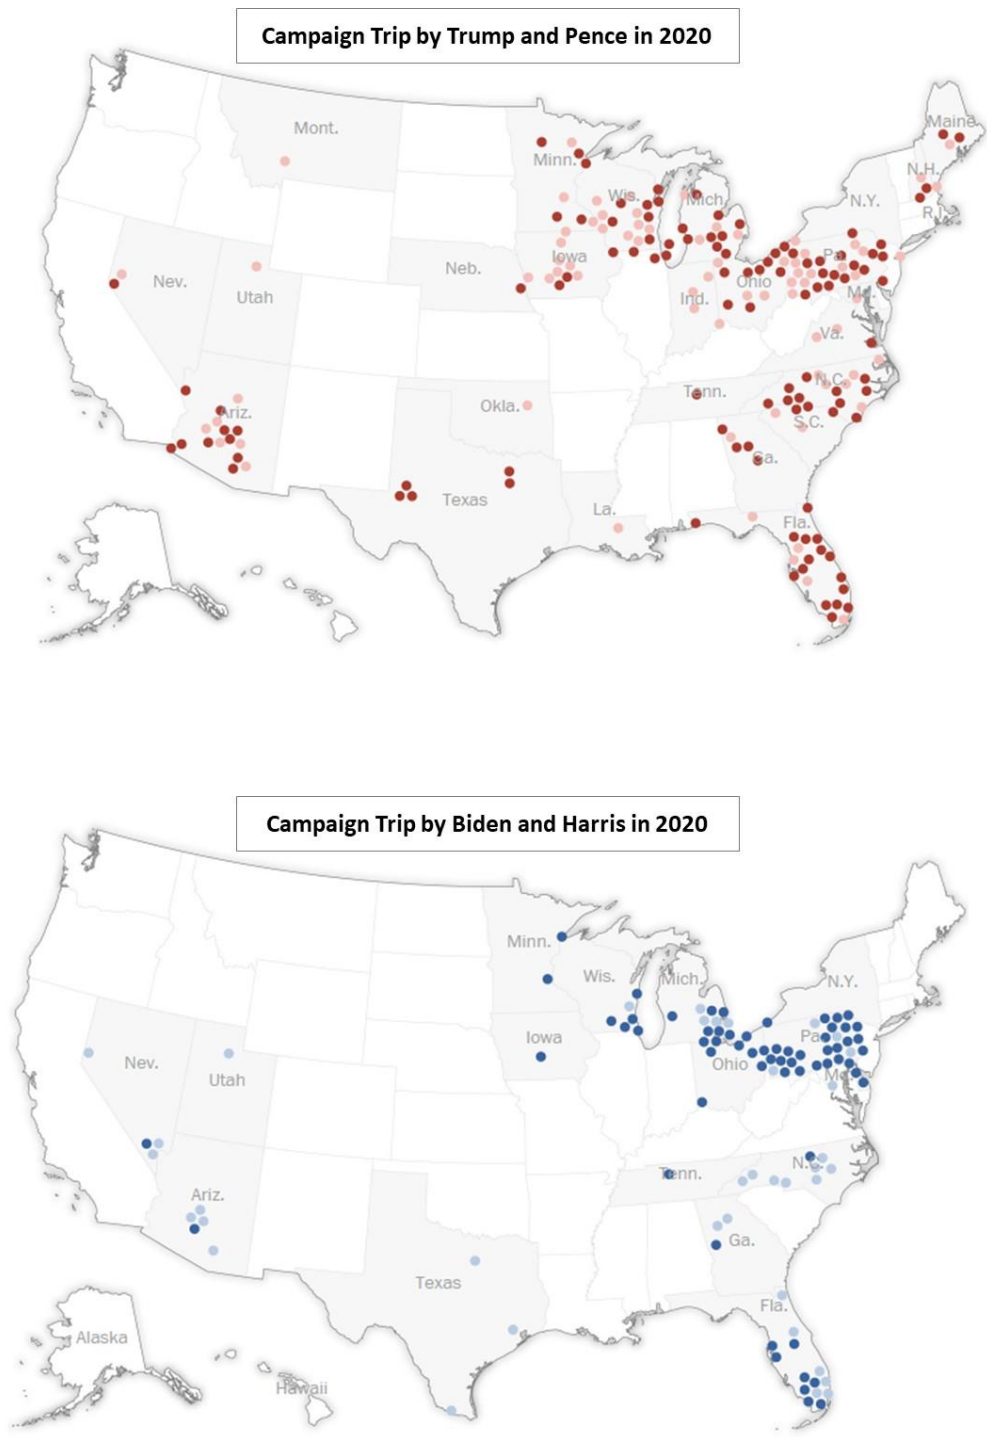 Campaign Trip by Trump and Pence in 2020
Maine
Mont.
Minn.
N.H.
Wis.
Mich.
N.Y.
R.I.
Iowa
Pa.
Neb.
Nev.
Ohio
Utah
Ind.
Md.
Va.
Tenn.
N.C.
Okla.
Ariz.
S.C.
Ga.
Texas
La.
Fla.
Campaign Trip by Biden and Harris in 2020
Minn.
Wis.
Mich.
N.Y.
Iowa
Pa.
Nev.
Ohio
Utah
Md.
N.C.
Tenn.
Ariz.
Ga.
Texas
Fla.
Alaska
Hawaii